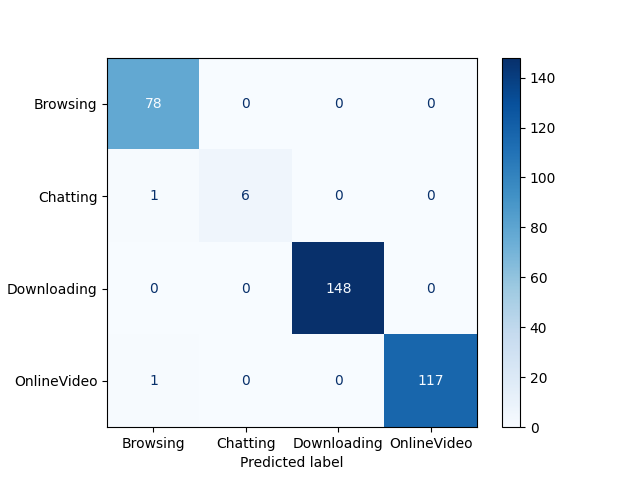 Browsing 78 0 0 0
Chatting 1 6 0 0
Downloading 0 0 148 0
OnlineVideo 1 0 0 117
Browsing Chatting Downloading OnlineVideo
Predicted label
140
120
100
80
60
40
20
0